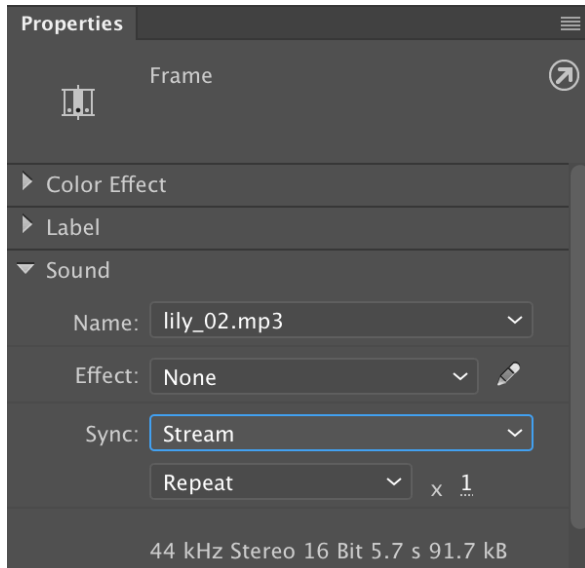 Properties
Frame
Color Effect
Label
Sound
Name: lily_02.mp3
Effect: None
Sync: Stream
Repeat x 1
44 kHz Stereo 16 Bit 5.7 s 91.7 kB